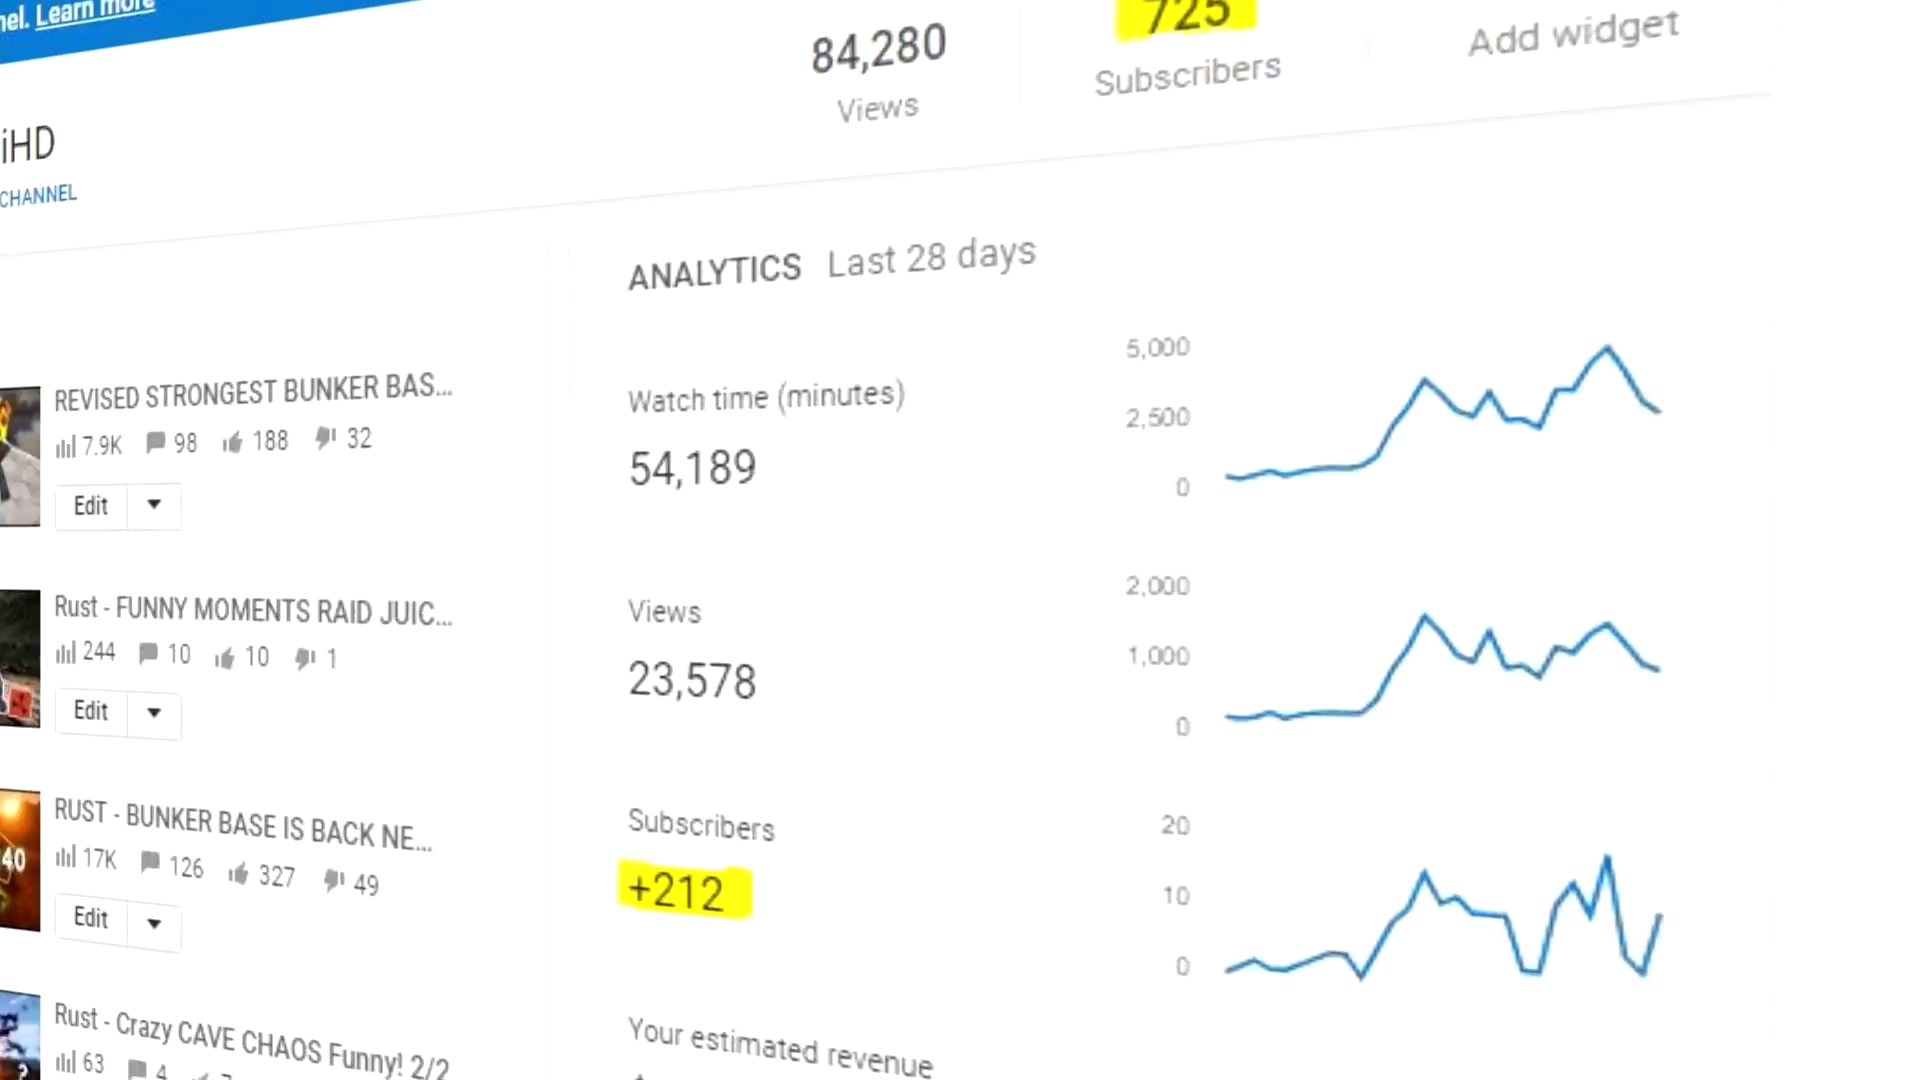 nel. Learn more
84,280
Views
725
Subscribers
Add widget
iHD
CHANNEL
ANALYTICS Last 28 days
REVISED STRONGEST BUNKER BAS...
7.9K 98 188 32
Edit
Rust - FUNNY MOMENTS RAID JUIC...
244 10 10 1
Edit
RUST - BUNKER BASE IS BACK NE...
17K 126 327 49
Edit
40
Rust - Crazy CAVE CHAOS Funny! 2/2
63 4
?
Watch time (minutes)
54,189
5,000
2,500
0
Views
23,578
2,000
1,000
0
Subscribers
+212
20
10
0
Your estimated revenue